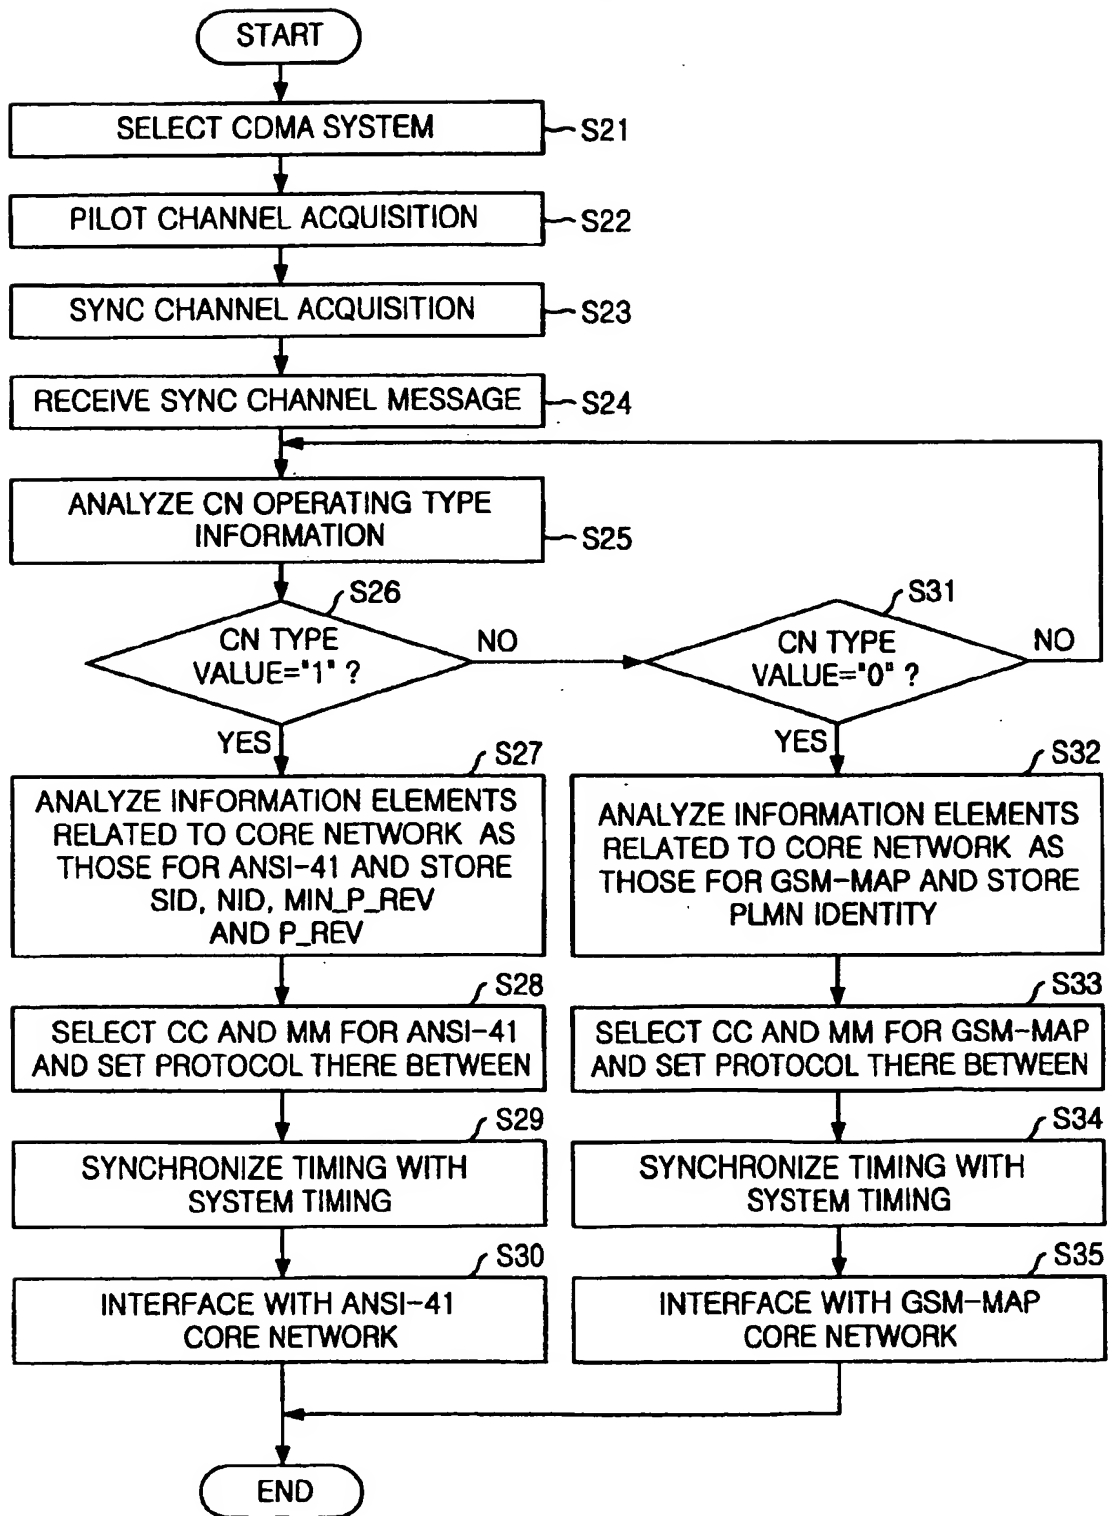 START
SELECT CDMA SYSTEM
S21
PILOT CHANNEL ACQUISITION
S22
SYNC CHANNEL ACQUISITION
S23
RECEIVE SYNC CHANNEL MESSAGE
S24
ANALYZE CN OPERATING TYPE
INFORMATION
S25
S26
CN TYPE
VALUE="1" ?
NO
YES
S31
CN TYPE
VALUE="0" ?
NO
YES
S27
ANALYZE INFORMATION ELEMENTS
RELATED TO CORE NETWORK AS
THOSE FOR ANSI-41 AND STORE
SID, NID, MIN_P_REV
AND P_REV
S32
ANALYZE INFORMATION ELEMENTS
RELATED TO CORE NETWORK AS
THOSE FOR GSM-MAP AND STORE
PLMN IDENTITY
S28
SELECT CC AND MM FOR ANSI-41
AND SET PROTOCOL THERE BETWEEN
S33
SELECT CC AND MM FOR GSM-MAP
AND SET PROTOCOL THERE BETWEEN
S29
SYNCHRONIZE TIMING WITH
SYSTEM TIMING
S34
SYNCHRONIZE TIMING WITH
SYSTEM TIMING
S30
INTERFACE WITH ANSI-41
CORE NETWORK
S35
INTERFACE WITH GSM-MAP
CORE NETWORK
END